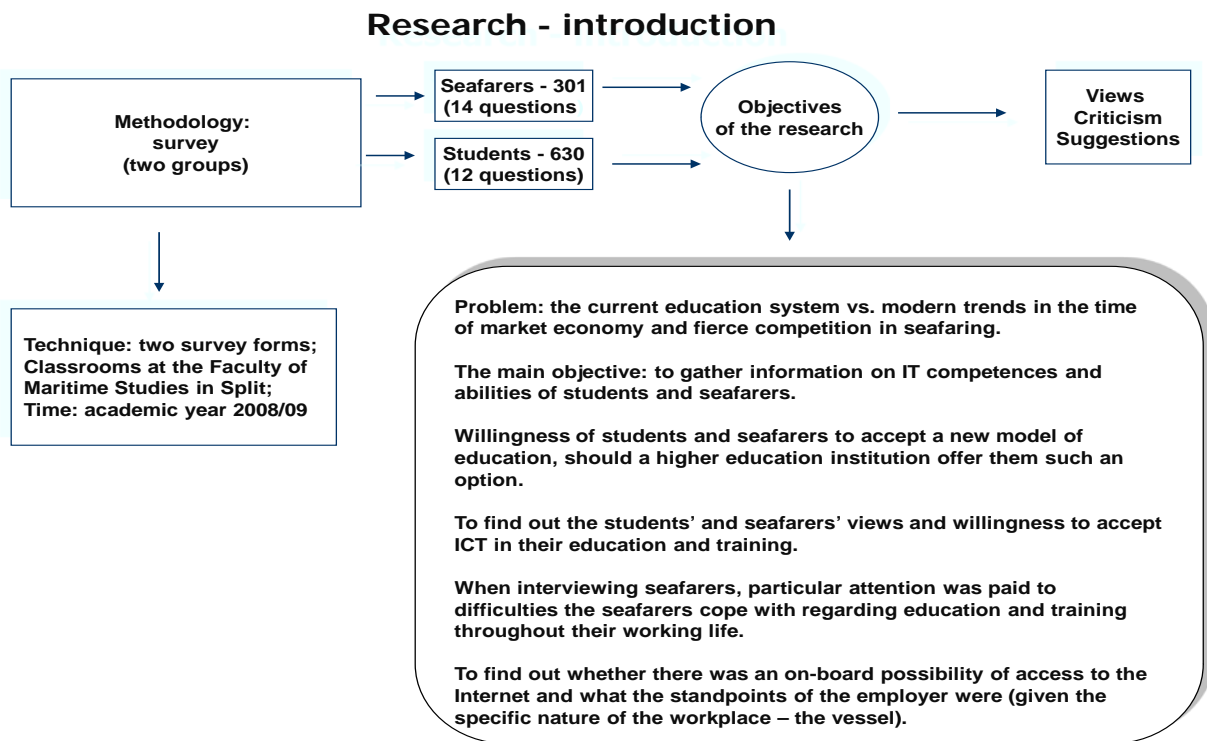 Research - introduction
Methodology:
survey
(two groups)
Seafarers - 301
(14 questions
Students - 630
(12 questions)
Objectives
of the research
Views
Criticism
Suggestions
Technique: two survey forms;
Classrooms at the Faculty of
Maritime Studies in Split;
Time: academic year 2008/09
Problem: the current education system vs. modern trends in the time
of market economy and fierce competition in seafaring.
The main objective: to gather information on IT competences and
abilities of students and seafarers.
Willingness of students and seafarers to accept a new model of
education, should a higher education institution offer them such an
option.
To find out the students’ and seafarers’ views and willingness to accept
ICT in their education and training.
When interviewing seafarers, particular attention was paid to
difficulties the seafarers cope with regarding education and training
throughout their working life.
To find out whether there was an on-board possibility of access to the
Internet and what the standpoints of the employer were (given the
specific nature of the workplace – the vessel).